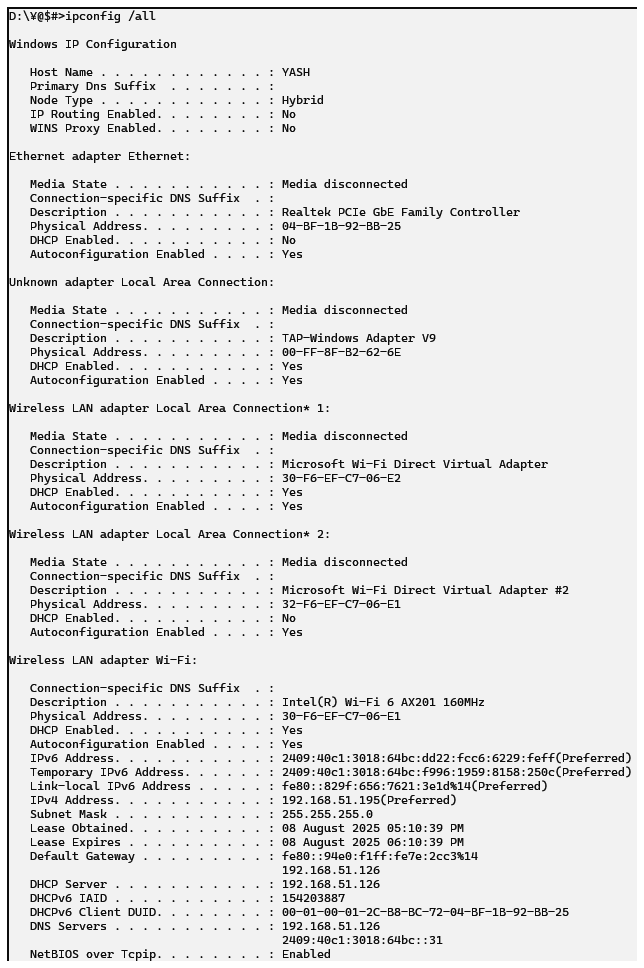 D:\¥@$#>ipconfig /all
Windows IP Configuration
Host Name . . . . . . . . . . . . : YASH
Primary Dns Suffix  . . . . . . . :
Node Type . . . . . . . . . . . . : Hybrid
IP Routing Enabled. . . . . . . . : No
WINS Proxy Enabled. . . . . . . . : No
Ethernet adapter Ethernet:
Media State . . . . . . . . . . . : Media disconnected
Connection-specific DNS Suffix  . :
Description . . . . . . . . . . . : Realtek PCIe GbE Family Controller
Physical Address. . . . . . . . . : 04-BF-1B-92-BB-25
DHCP Enabled. . . . . . . . . . . : No
Autoconfiguration Enabled . . . . : Yes
Unknown adapter Local Area Connection:
Media State . . . . . . . . . . . : Media disconnected
Connection-specific DNS Suffix  . :
Description . . . . . . . . . . . : TAP-Windows Adapter V9
Physical Address. . . . . . . . . : 00-FF-8F-B2-62-6E
DHCP Enabled. . . . . . . . . . . : Yes
Autoconfiguration Enabled . . . . : Yes
Wireless LAN adapter Local Area Connection* 1:
Media State . . . . . . . . . . . : Media disconnected
Connection-specific DNS Suffix  . :
Description . . . . . . . . . . . : Microsoft Wi-Fi Direct Virtual Adapter
Physical Address. . . . . . . . . : 30-F6-EF-C7-06-E2
DHCP Enabled. . . . . . . . . . . : Yes
Autoconfiguration Enabled . . . . : Yes
Wireless LAN adapter Local Area Connection* 2:
Media State . . . . . . . . . . . : Media disconnected
Connection-specific DNS Suffix  . :
Description . . . . . . . . . . . : Microsoft Wi-Fi Direct Virtual Adapter #2
Physical Address. . . . . . . . . : 32-F6-EF-C7-06-E1
DHCP Enabled. . . . . . . . . . . : No
Autoconfiguration Enabled . . . . : Yes
Wireless LAN adapter Wi-Fi:
Connection-specific DNS Suffix  . :
Description . . . . . . . . . . . : Intel(R) Wi-Fi 6 AX201 160MHz
Physical Address. . . . . . . . . : 30-F6-EF-C7-06-E1
DHCP Enabled. . . . . . . . . . . : Yes
Autoconfiguration Enabled . . . . : Yes
IPv6 Address. . . . . . . . . . . : 2409:40c1:3018:64bc:dd22:fcc6:6229:feff(Preferred)
Temporary IPv6 Address. . . . . . : 2409:40c1:3018:64bc:f996:1959:8158:250c(Preferred)
Link-local IPv6 Address . . . . . : fe80::829f:656:7621:3e1d%14(Preferred)
IPv4 Address. . . . . . . . . . . : 192.168.51.195(Preferred)
Subnet Mask . . . . . . . . . . . : 255.255.255.0
Lease Obtained. . . . . . . . . . : 08 August 2025 05:10:39 PM
Lease Expires . . . . . . . . . . : 08 August 2025 06:10:39 PM
Default Gateway . . . . . . . . . : fe80::94e0:f1ff:fe7e:2cc3%14
192.168.51.126
DHCP Server . . . . . . . . . . . : 192.168.51.126
DHCPv6 IAID . . . . . . . . . . . : 154203887
DHCPv6 Client DUID. . . . . . . . : 00-01-00-01-2C-B8-BC-72-04-BF-1B-92-BB-25
DNS Servers . . . . . . . . . . . : 192.168.51.126
2409:40c1:3018:64bc::31
NetBIOS over Tcpip. . . . . . . . : Enabled